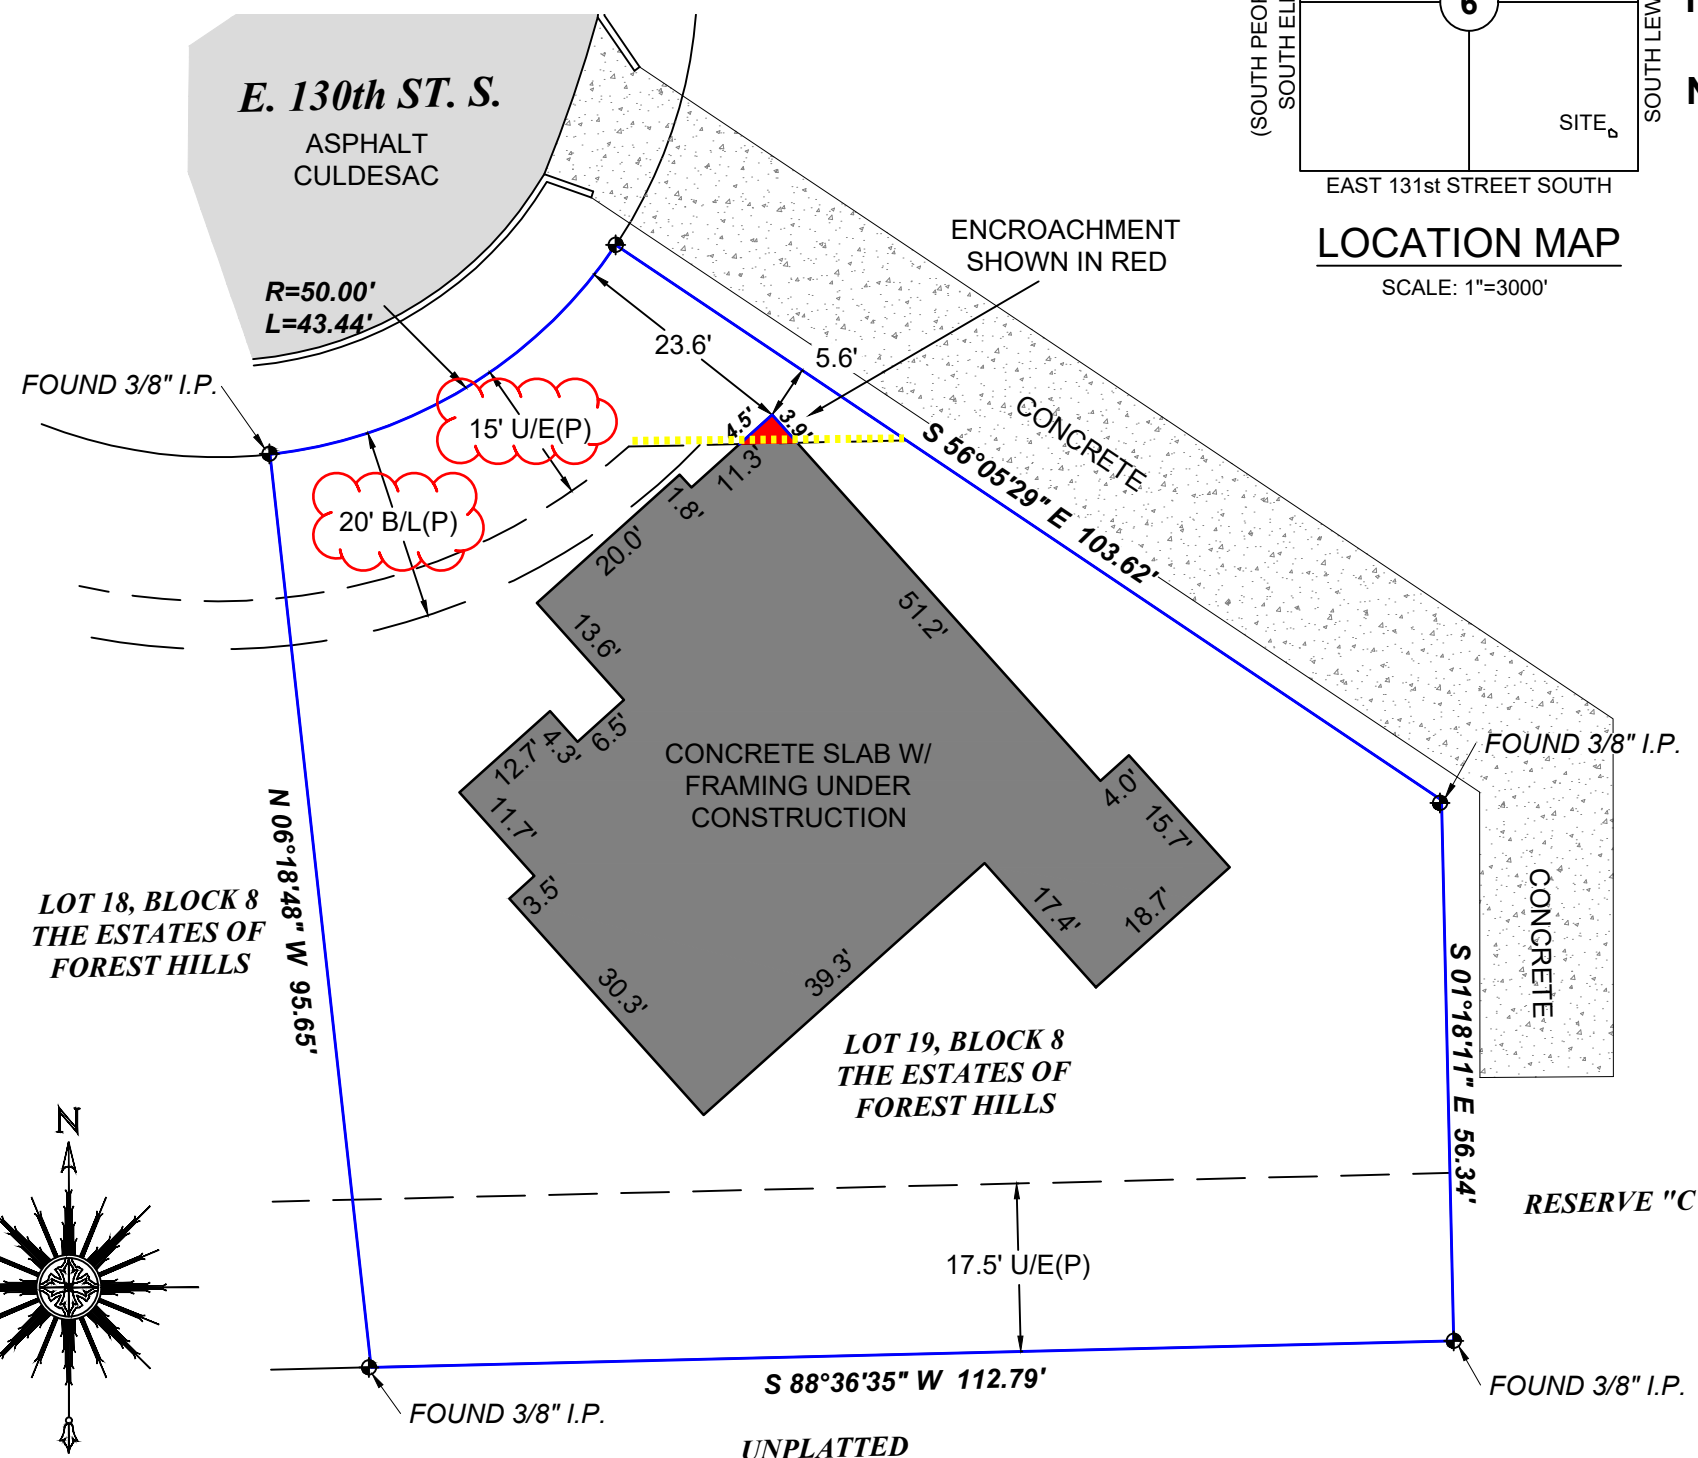 E. 130th ST. S.
ASPHALT
CULDESAC
R=50.00'
L=43.44'
FOUND 3/8" I.P.
15' U/E(P)
20' B/L(P)
23.6'
5.6'
4.5'
3.9'
ENCROACHMENT
SHOWN IN RED
(SOUTH PEOR
6
SITE
EAST 131st STREET SOUTH
LOCATION MAP
SCALE: 1"=3000'
CONCRETE
S 56°05'29" E 103.62'
11.3'
1.8'
20.0'
13.6'
6.5'
4.3'
12.7'
11.7'
3.5'
30.3'
39.3'
17.4'
18.7'
15.7'
4.0'
51.2'
CONCRETE SLAB W/
FRAMING UNDER
CONSTRUCTION
FOUND 3/8" I.P.
CONCRETE
S 01°18'11" E 56.34'
N 06°18'48" W 95.65'
LOT 18, BLOCK 8
THE ESTATES OF
FOREST HILLS
LOT 19, BLOCK 8
THE ESTATES OF
FOREST HILLS
N
RESERVE "C
17.5' U/E(P)
S 88°36'35" W 112.79'
FOUND 3/8" I.P.
FOUND 3/8" I.P.
UNPLATTED